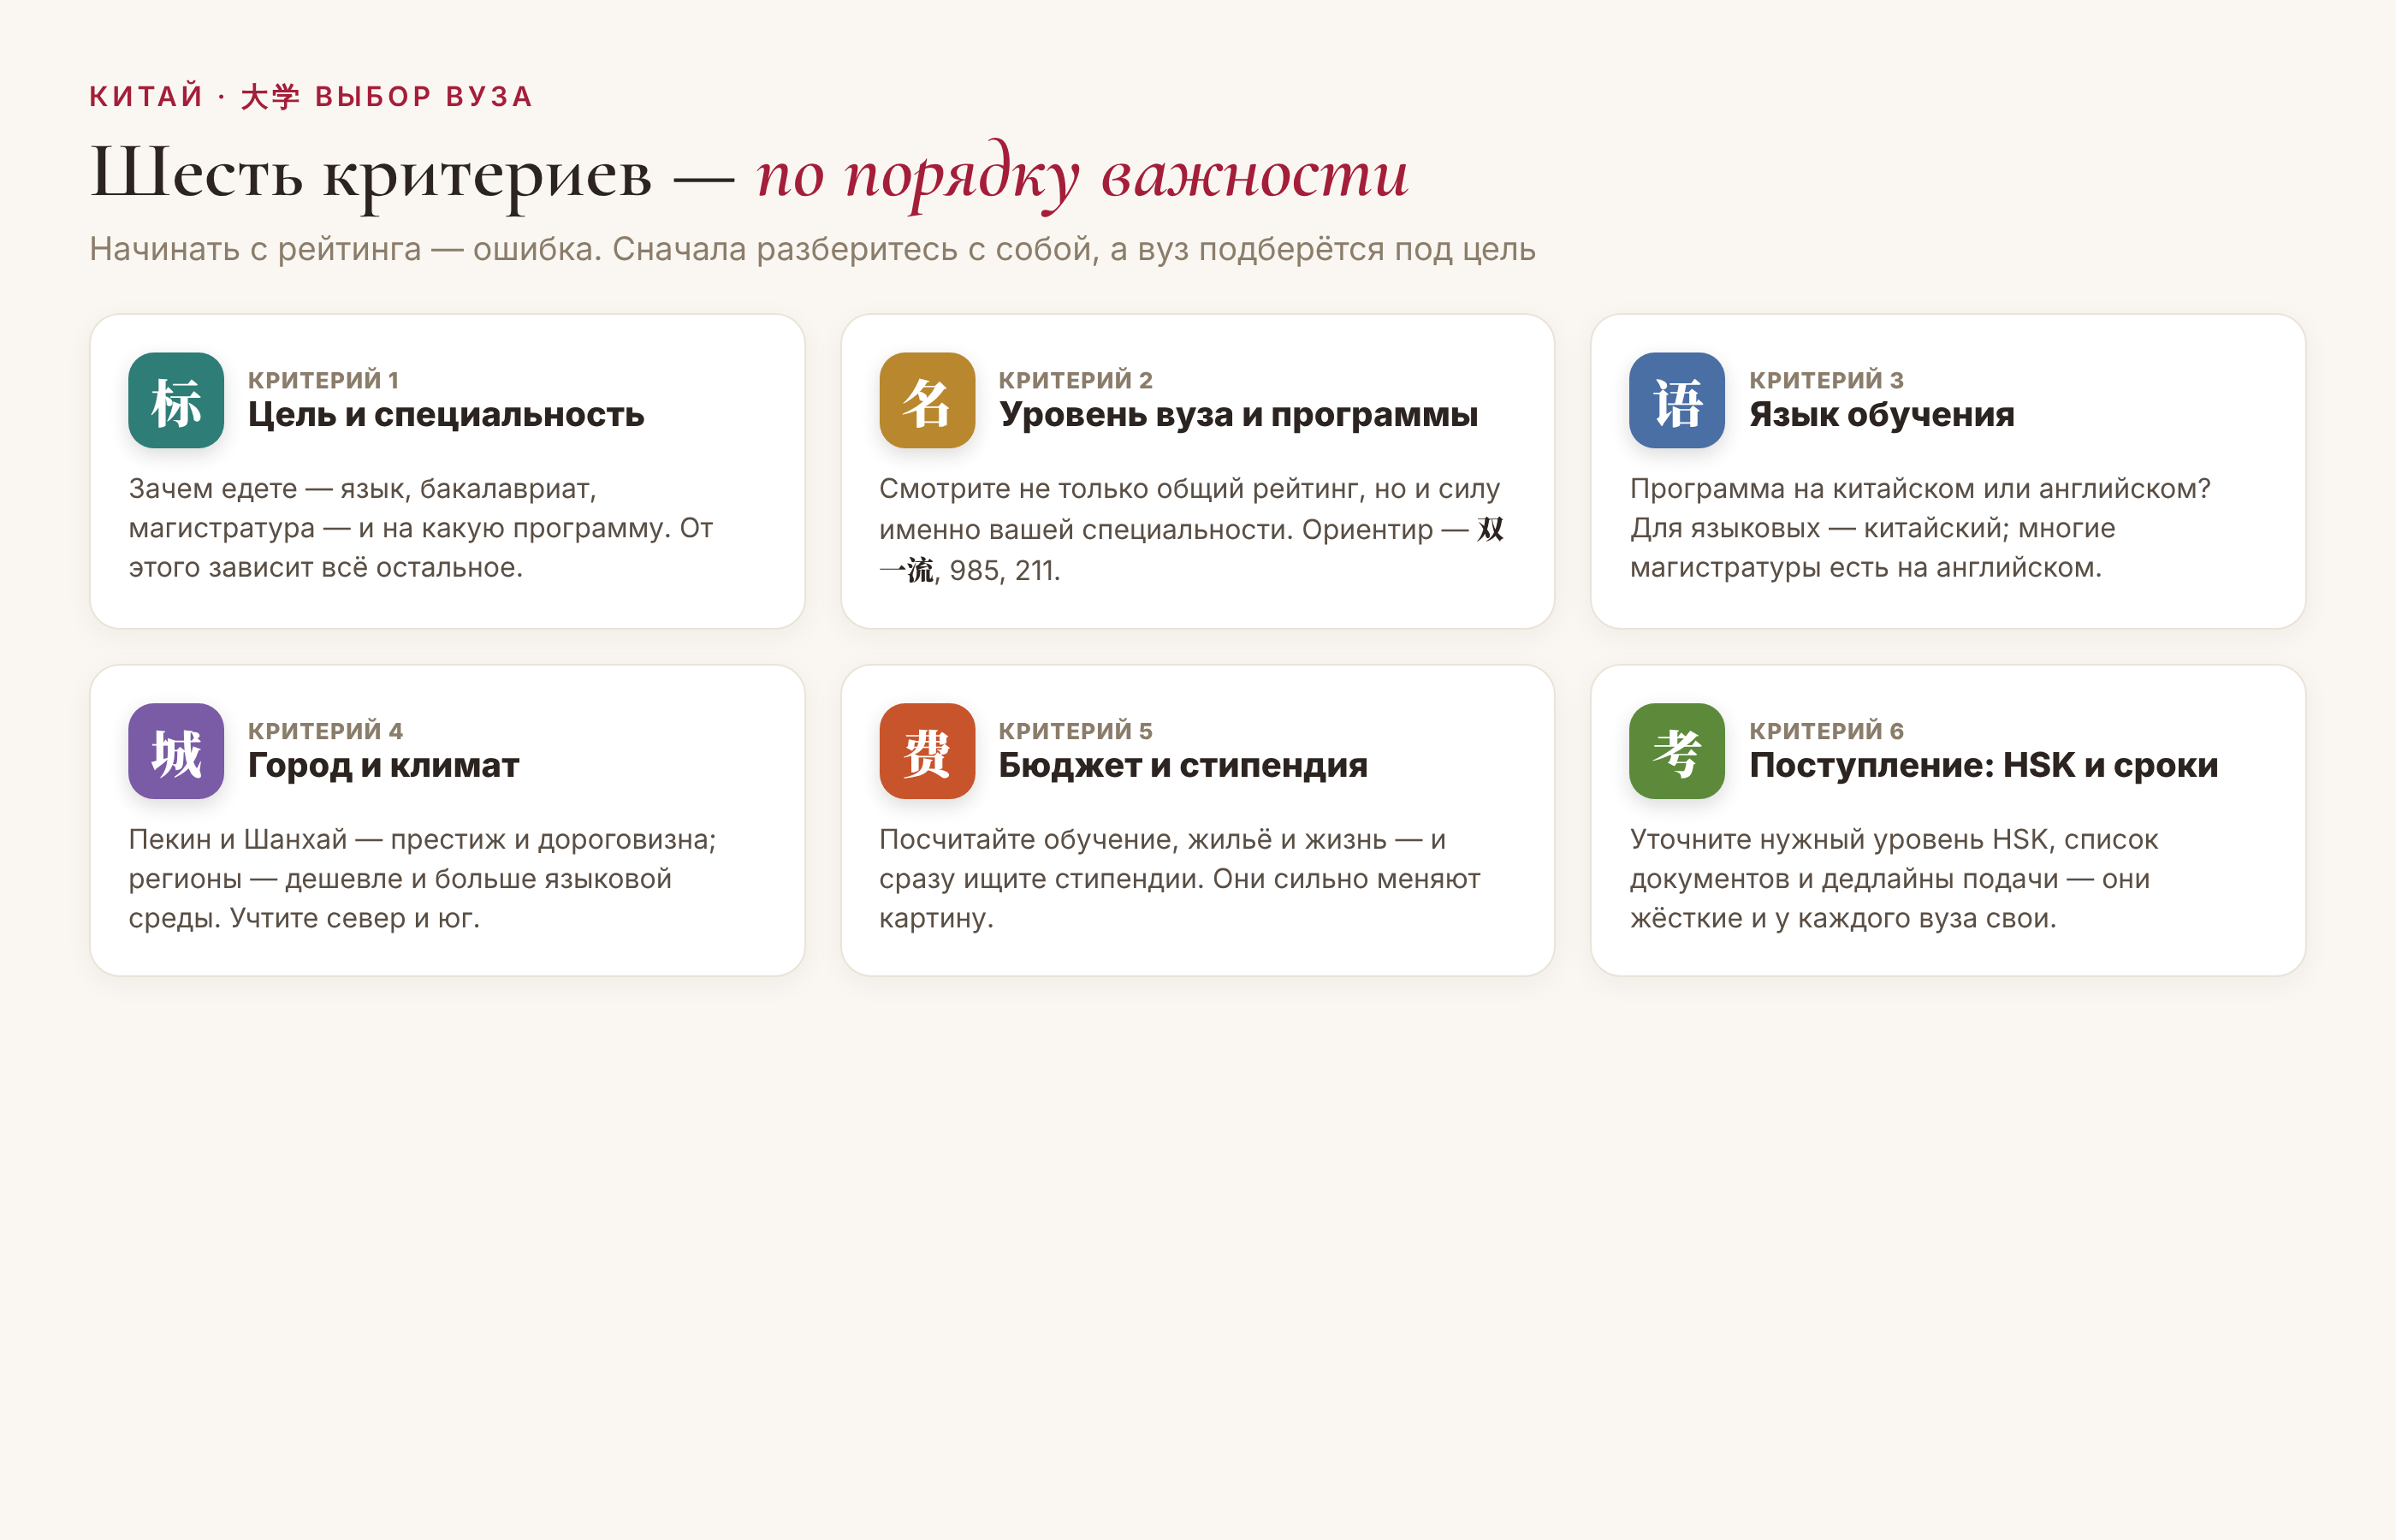 КИТАЙ · 大学 ВЫБОР ВУЗА
Шесть критериев — по порядку важности
Начинать с рейтинга — ошибка. Сначала разберитесь с собой, а вуз подберётся под цель
标
КРИТЕРИЙ 1
Цель и специальность
Зачем едете — язык, бакалавриат,
магистратура — и на какую программу. От
этого зависит всё остальное.
名
КРИТЕРИЙ 2
Уровень вуза и программы
Смотрите не только общий рейтинг, но и силу
именно вашей специальности. Ориентир — 双
一流, 985, 211.
语
КРИТЕРИЙ 3
Язык обучения
Программа на китайском или английском?
Для языковых — китайский; многие
магистратуры есть на английском.
城
КРИТЕРИЙ 4
Город и климат
Пекин и Шанхай — престиж и дороговизна;
регионы — дешевле и больше языковой
среды. Учтите север и юг.
费
КРИТЕРИЙ 5
Бюджет и стипендия
Посчитайте обучение, жильё и жизнь — и
сразу ищите стипендии. Они сильно меняют
картину.
考
КРИТЕРИЙ 6
Поступление: HSK и сроки
Уточните нужный уровень HSK, список
документов и дедлайны подачи — они
жёсткие и у каждого вуза свои.